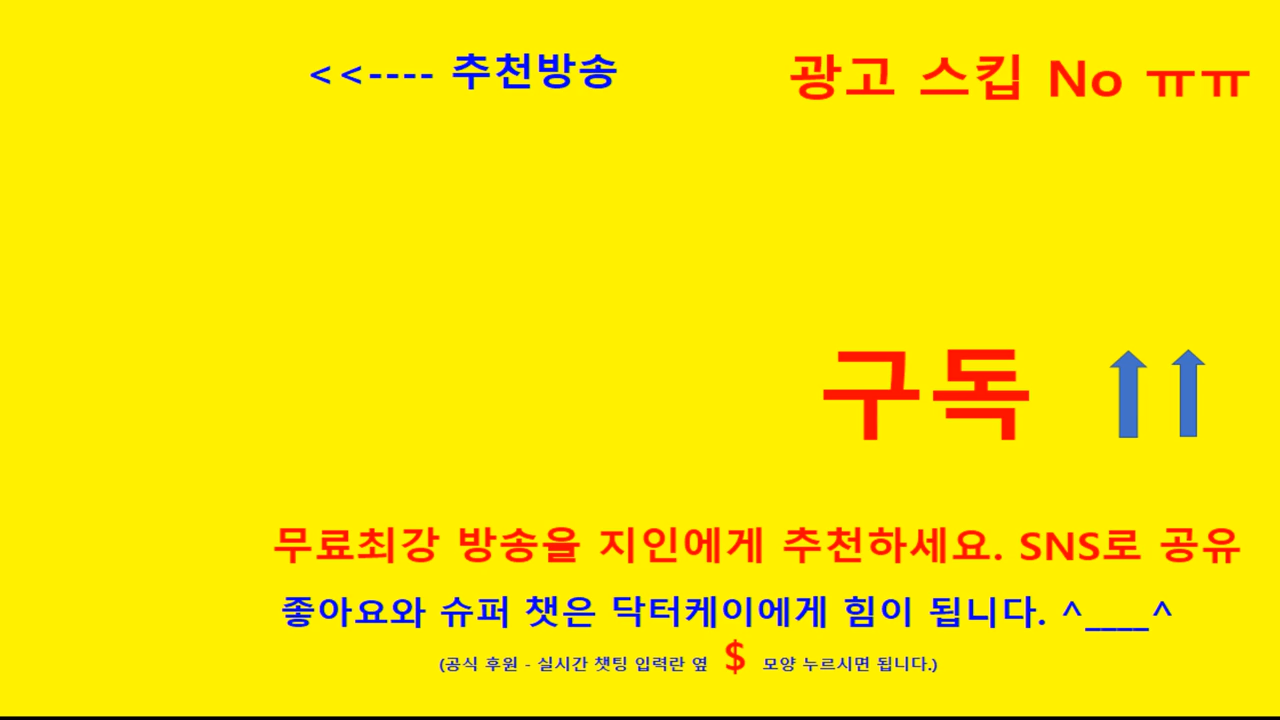 <<---- 추천방송
광고 스킵 No ㅠㅠ
구독
무료최강 방송을 지인에게 추천하세요. SNS로 공유
좋아요와 슈퍼 챗은 닥터케이에게 힘이 됩니다. ^____^
(공식 후원 - 실시간 챗팅 입력란 옆 $ 모양 누르시면 됩니다.)